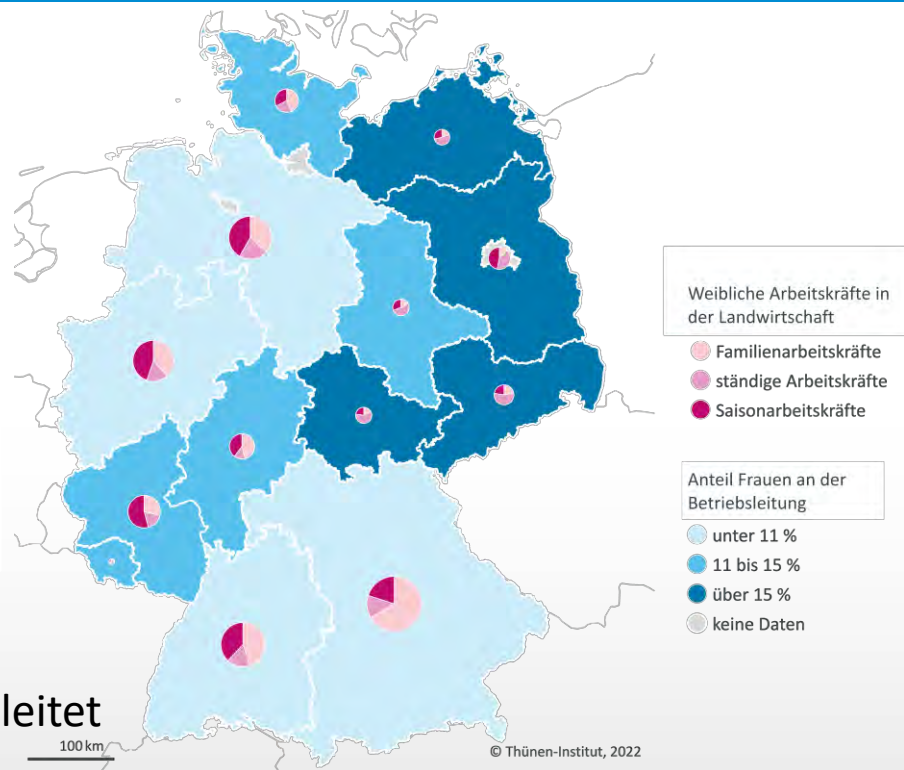 Weibliche Arbeitskräfte in
der Landwirtschaft
Familienarbeitskräfte
ständige Arbeitskräfte
Saisonarbeitskräfte
Anteil Frauen an der
Betriebsleitung
unter 11 %
11 bis 15 %
über 15 %
keine Daten
leitet
100 km
© Thünen-Institut, 2022